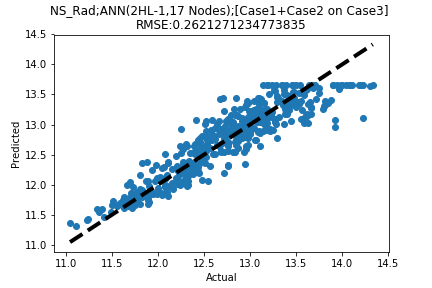 NS_Rad;ANN(2HL-1,17 Nodes);[Case1+Case2 on Case3]
RMSE:0.2621271234773835
14.5
14.0
13.5
13.0
12.5
12.0
11.5
11.0
Predicted
11.0 11.5 12.0 12.5 13.0 13.5 14.0 14.5
Actual